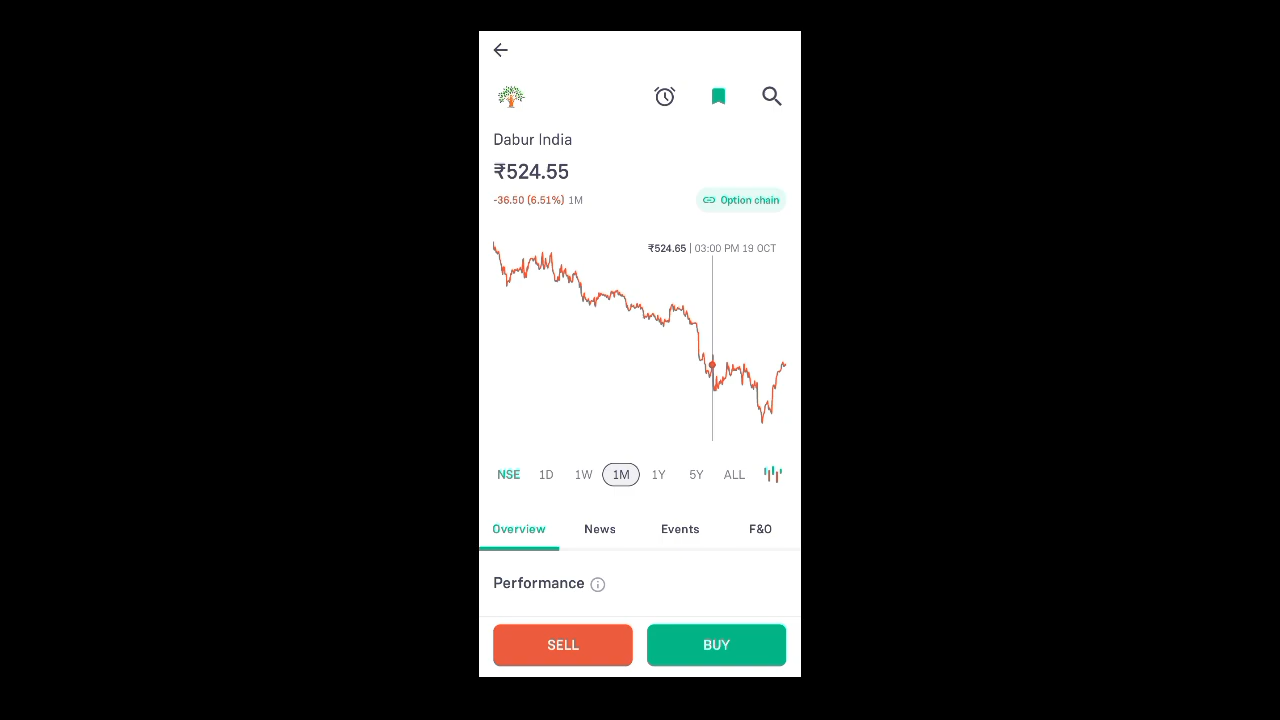 Dabur India
₹524.55
-36.50 (6.51%) 1M
Option chain
₹524.65 | 03:00 PM 19 OCT
NSE 1D 1W 1M 1Y 5Y ALL
Overview News Events F&O
Performance
SELL BUY